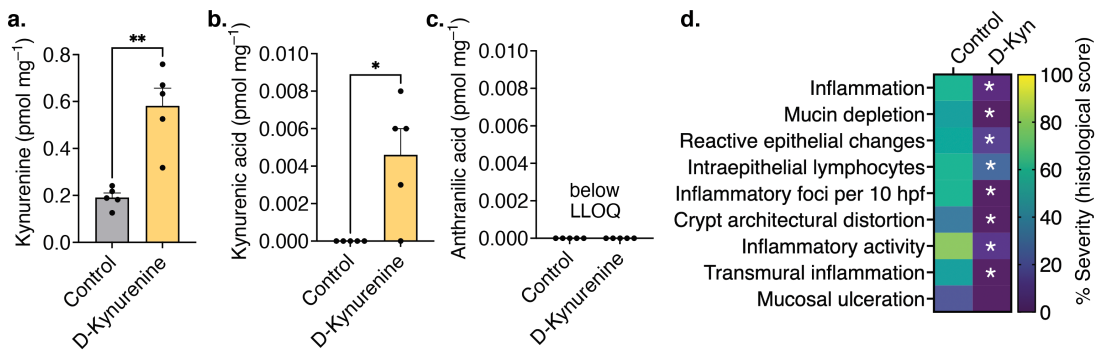 a.
Kynurenine (pmol mg⁻¹)
0.8
0.6
0.4
0.2
0.0
**
Control
D-Kynurenine
b.
Kynurenic acid (pmol mg⁻¹)
0.010
0.008
0.006
0.004
0.002
0.000
*
Control
D-Kynurenine
c.
Anthranilic acid (pmol mg⁻¹)
0.010
0.008
0.006
0.004
0.002
0.000
below
LLOQ
Control
D-Kynurenine
d.
Control
D-Kyn
Inflammation *
Mucin depletion *
Reactive epithelial changes *
Intraepithelial lymphocytes *
Inflammatory foci per 10 hpf *
Crypt architectural distortion *
Inflammatory activity *
Transmural inflammation *
Mucosal ulceration
100
80
60
40
20
0
% Severity (histological score)